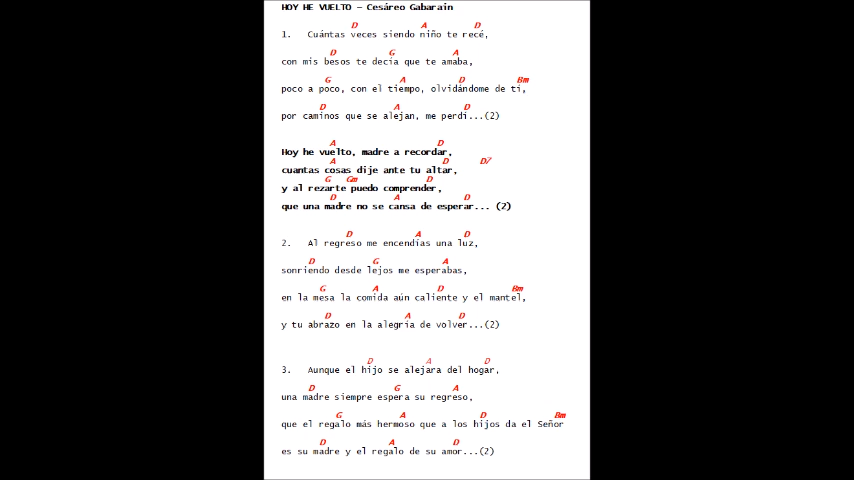 HOY HE VUELTO – Cesáreo Gabarain
D A D
1. Cuántas veces siendo niño te recé,
D G A
con mis besos te decía que te amaba,
G A D Bm
poco a poco, con el tiempo, olvidándome de ti,
D A D
por caminos que se alejan, me perdí...(2)
A D
Hoy he vuelto, madre a recordar,
A D D7
cuantas cosas dije ante tu altar,
G Gm D
y al rezarte puedo comprender,
D A D
que una madre no se cansa de esperar... (2)
D A D
2. Al regreso me encendías una luz,
D G A
sonriendo desde lejos me esperabas,
G A D Bm
en la mesa la comida aún caliente y el mantel,
D A D
y tu abrazo en la alegría de volver...(2)
D A D
3. Aunque el hijo se alejara del hogar,
D G A
una madre siempre espera su regreso,
G A D Bm
que el regalo más hermoso que a los hijos da el Señor
D A D
es su madre y el regalo de su amor...(2)